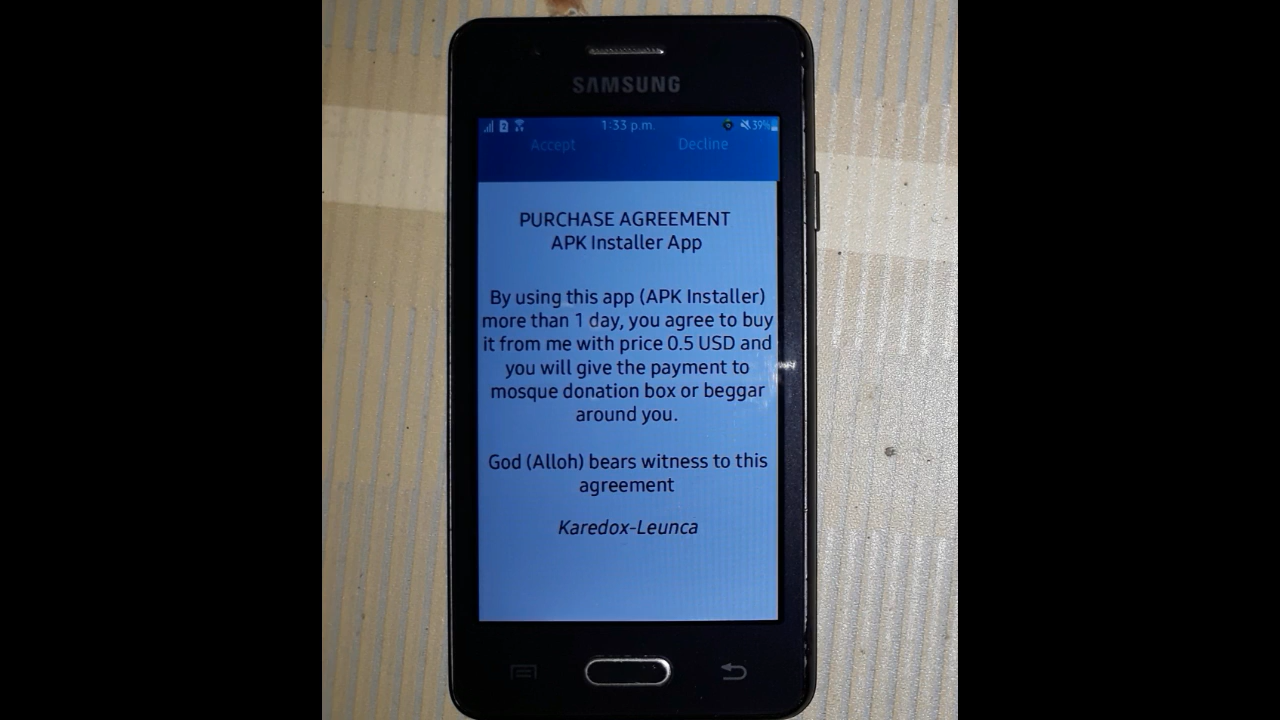 SAMSUNG
1:33 p.m.
39%
Accept Decline
PURCHASE AGREEMENT
APK Installer App
By using this app (APK Installer)
more than 1 day, you agree to buy
it from me with price 0.5 USD and
you will give the payment to
mosque donation box or beggar
around you.
God (Alloh) bears witness to this
agreement
Karedox-Leunca